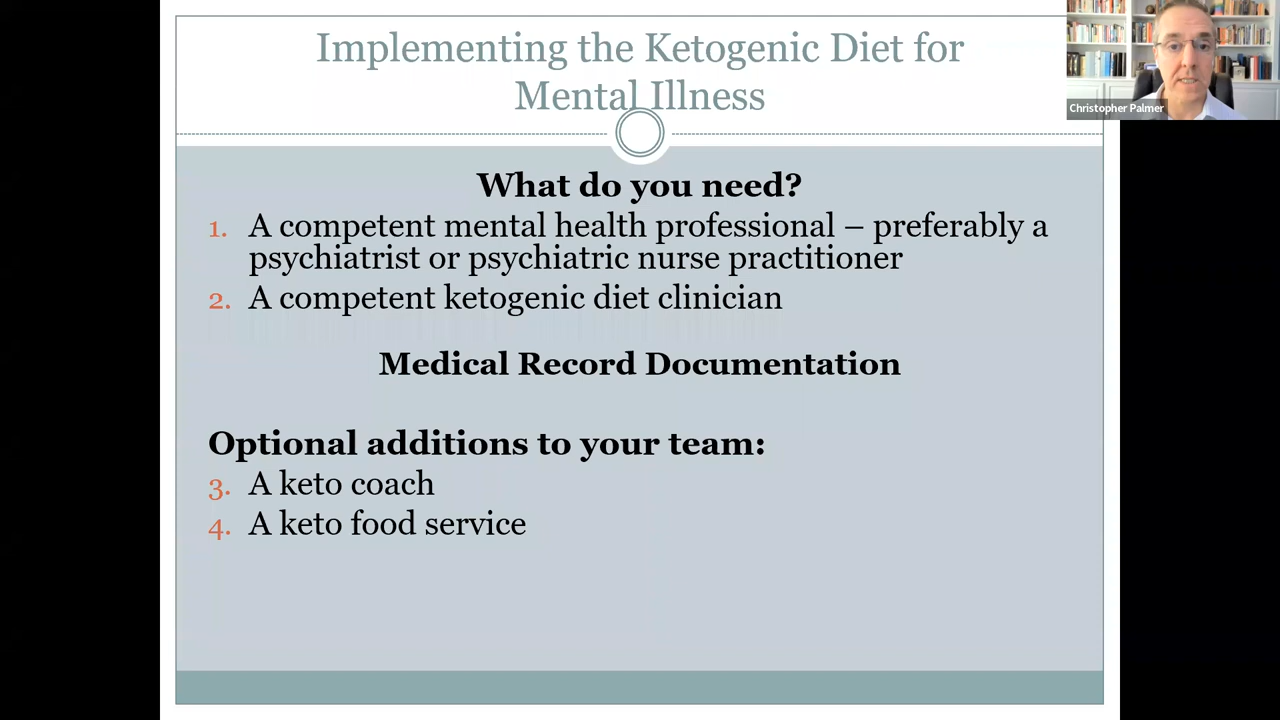 Implementing the Ketogenic Diet for
Mental Illness
Christopher Palmer
What do you need?
1. A competent mental health professional – preferably a
psychiatrist or psychiatric nurse practitioner
2. A competent ketogenic diet clinician
Medical Record Documentation
Optional additions to your team:
3. A keto coach
4. A keto food service